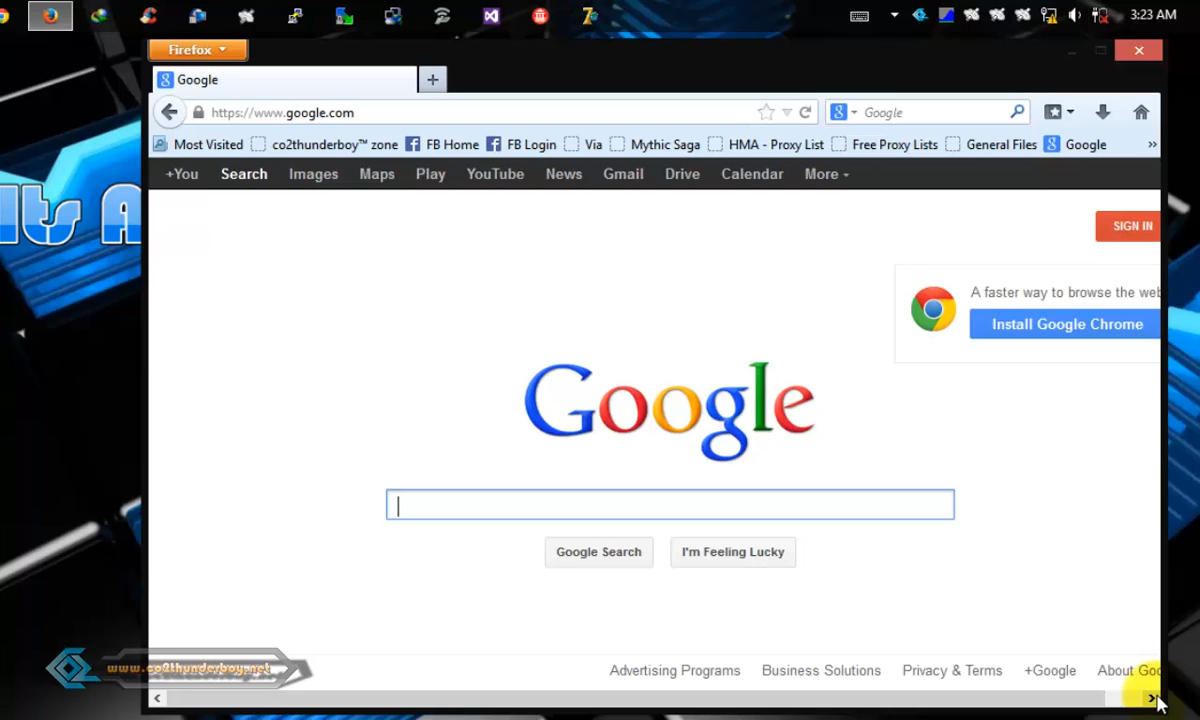 3:23 AM
Firefox
Google
https://www.google.com
Google
Most Visited co2thunderboy™ zone FB Home FB Login Via Mythic Saga HMA - Proxy List Free Proxy Lists General Files Google
+You Search Images Maps Play YouTube News Gmail Drive Calendar More
Its A
SIGN IN
A faster way to browse the web
Install Google Chrome
Google
Google Search I'm Feeling Lucky
www.co2thunderboy.net
Advertising Programs Business Solutions Privacy & Terms +Google About Goo